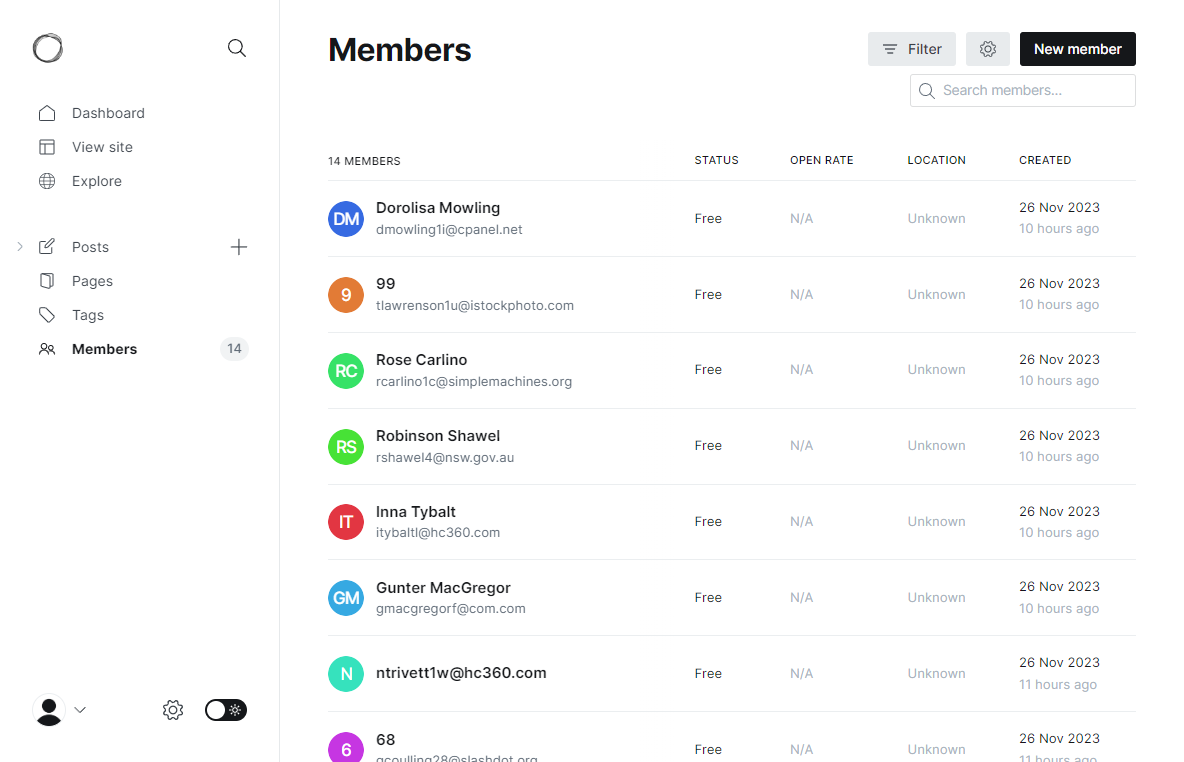 Members
Filter
New member
Search members...
Dashboard
View site
Explore
Posts
Pages
Tags
Members 14
14 MEMBERS STATUS OPEN RATE LOCATION CREATED
DM Dorolisa Mowling Free N/A Unknown 26 Nov 2023
dmowling1i@cpanel.net 10 hours ago
9 99 Free N/A Unknown 26 Nov 2023
tlawrenson1u@istockphoto.com 10 hours ago
RC Rose Carlino Free N/A Unknown 26 Nov 2023
rcarlino1c@simplemachines.org 10 hours ago
RS Robinson Shawel Free N/A Unknown 26 Nov 2023
rshawel4@nsw.gov.au 10 hours ago
IT Inna Tybalt Free N/A Unknown 26 Nov 2023
itybaltl@hc360.com 10 hours ago
GM Gunter MacGregor Free N/A Unknown 26 Nov 2023
gmacgregorf@com.com 10 hours ago
N ntrivett1w@hc360.com Free N/A Unknown 26 Nov 2023
11 hours ago
6 68 Free N/A Unknown 26 Nov 2023
gcoulling28@slashdot.org 11 hours ago